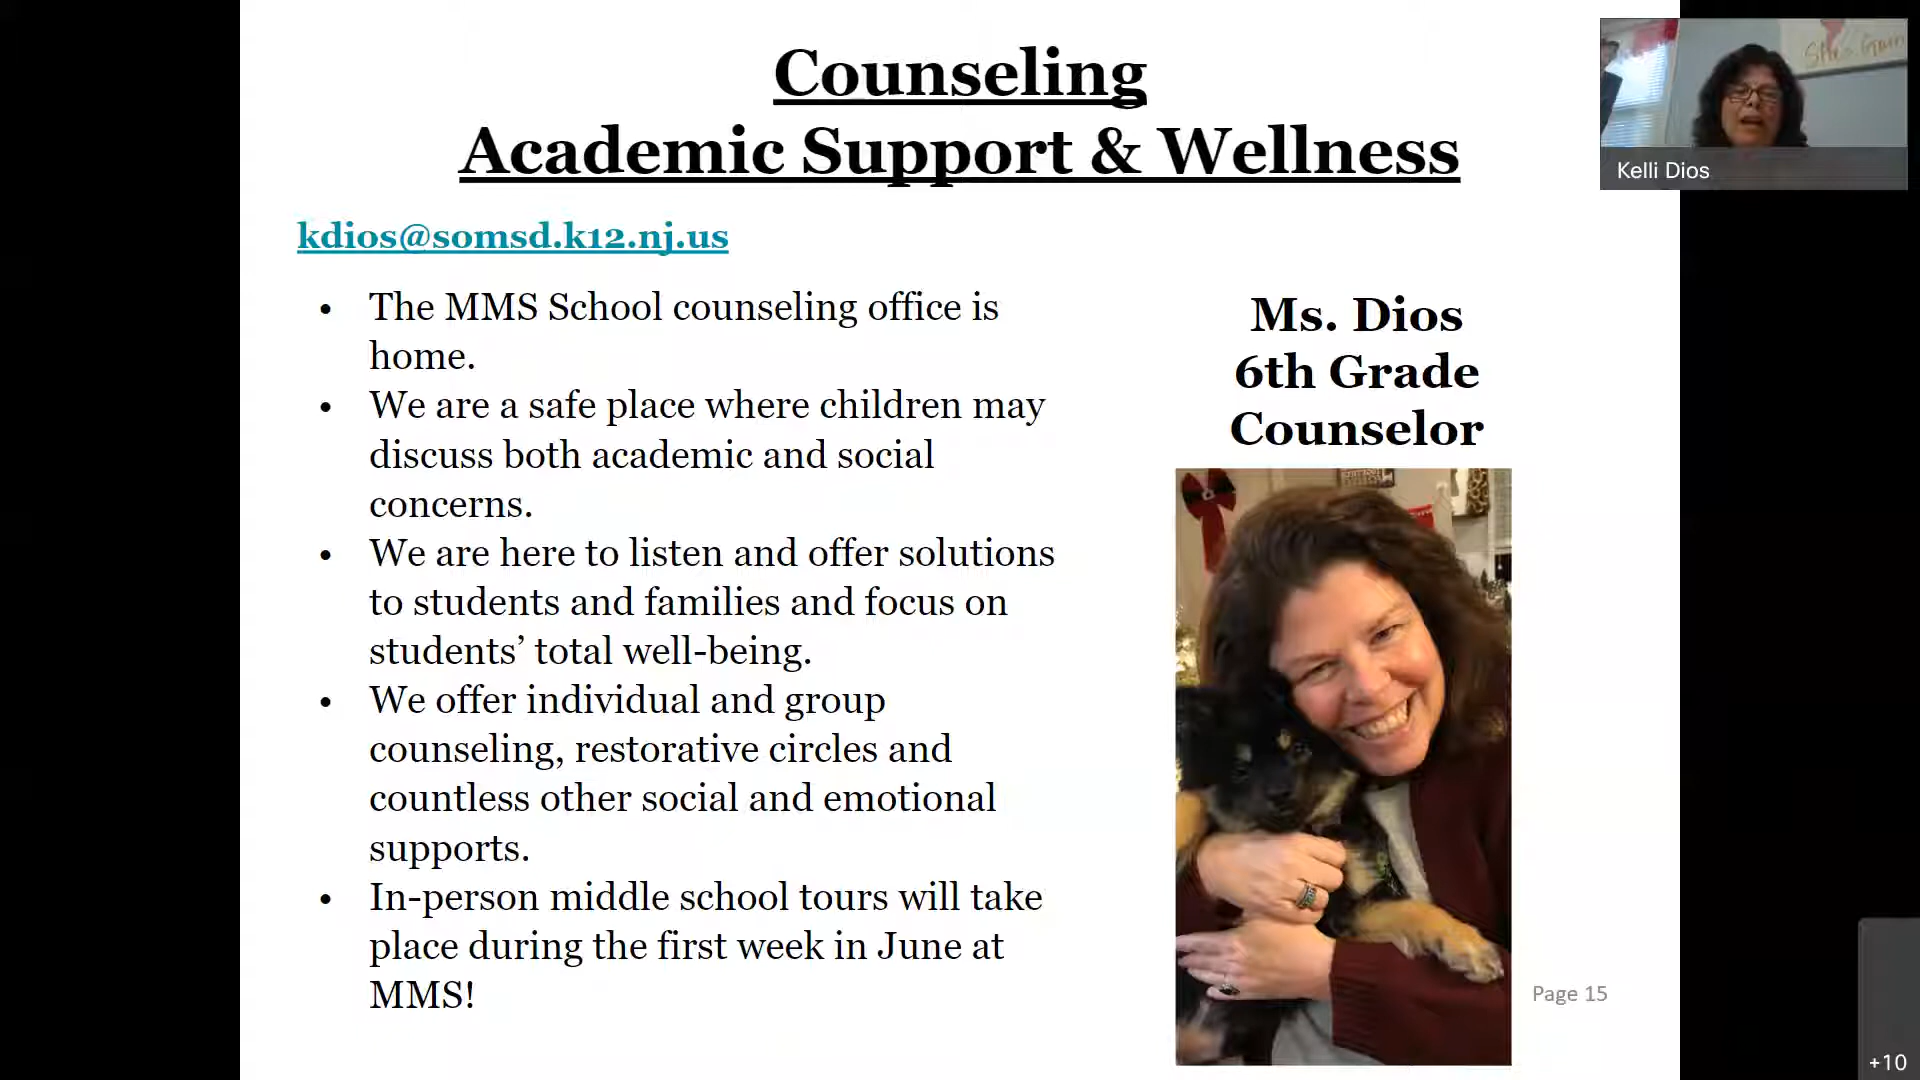 Counseling
Academic Support & Wellness
kdios@somsd.k12.nj.us
• The MMS School counseling office is
home.
• We are a safe place where children may
discuss both academic and social
concerns.
• We are here to listen and offer solutions
to students and families and focus on
students’ total well-being.
• We offer individual and group
counseling, restorative circles and
countless other social and emotional
supports.
• In-person middle school tours will take
place during the first week in June at
MMS!
Ms. Dios
6th Grade
Counselor
Page 15
Kelli Dios
+10